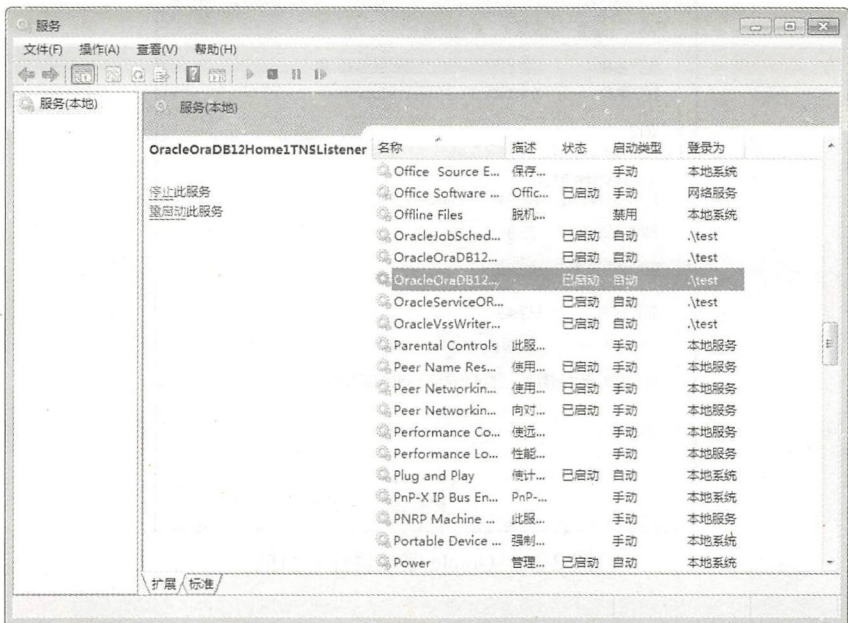 服务
文件(F) 操作(A) 查看(V) 帮助(H)
服务(本地)
服务(本地)
OracleOraDB12Home1TNSListener
停止此服务
重启动此服务
名称 描述 状态 启动类型 登录为
Office Source E... 保存... 手动 本地系统
Office Software ... Offic... 已启动 手动 网络服务
Offline Files 脱机... 禁用 本地系统
OracleJobSched... 已启动 自动 .\test
OracleOraDB12... 已启动 自动 .\test
OracleOraDB12... 已启动 自动 .\test
OracleServiceOR... 已启动 自动 .\test
OracleVssWriter... 已启动 自动 .\test
Parental Controls 此服... 手动 本地服务
Peer Name Res... 使用... 已启动 手动 本地服务
Peer Networkin... 使用... 已启动 手动 本地服务
Peer Networkin... 向对... 已启动 手动 本地服务
Performance Co... 使远... 手动 本地服务
Performance Lo... 性能... 手动 本地服务
Plug and Play 使计... 已启动 自动 本地系统
PnP-X IP Bus En... PnP-... 手动 本地系统
PNRP Machine ... 此服... 手动 本地服务
Portable Device ... 强制... 手动 本地系统
Power 管理... 已启动 自动 本地系统
扩展 标准